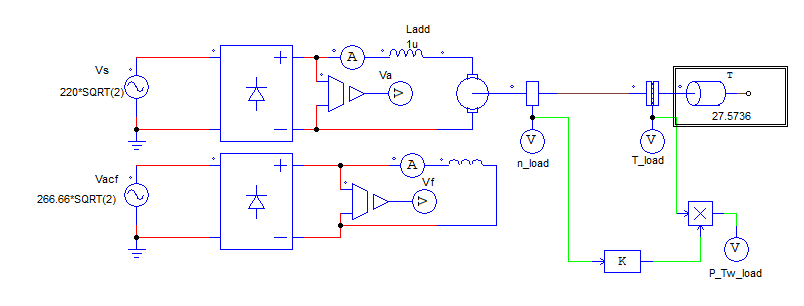 Ladd
1u
A
Vs
220*SQRT(2)
+
−
Va
V
T
27.5736
V
n_load
V
T_load
Vacf
266.66*SQRT(2)
+
−
A
Vf
V
K
V
P_Tw_load